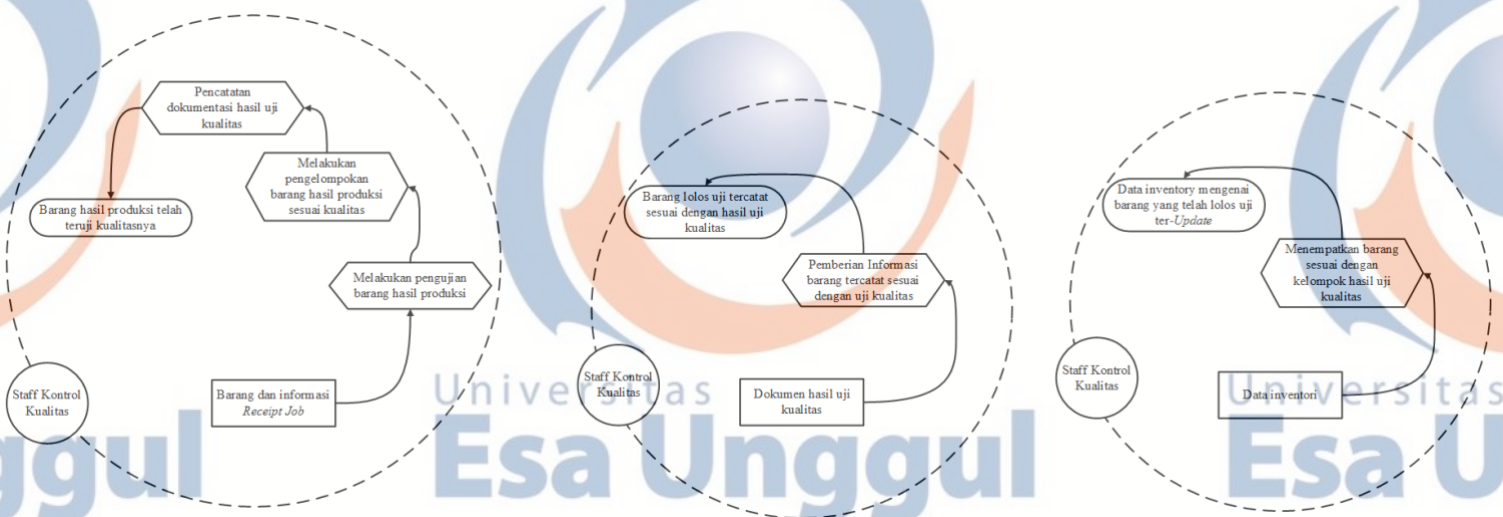 Pencatatan
dokumentasi hasil uji
kualitas
Melakukan
pengelompokan
barang hasil produksi
sesuai kualitas
Barang hasil produksi telah
teruji kualitasnya
Melakukan pengujian
barang hasil produksi
Staff Kontrol
Kualitas
Barang dan informasi
Receipt Job
Barang lolos uji tercatat
sesuai dengan hasil uji
kualitas
Pemberian Informasi
barang tercatat sesuai
dengan uji kualitas
Staff Kontrol
Kualitas
Dokumen hasil uji
kualitas
Data inventory mengenai
barang yang telah lolos uji
ter-Update
Menempatkan barang
sesuai dengan
kelompok hasil uji
kualitas
Staff Kontrol
Kualitas
Data inventori
ggul
Universitas
Esa Unggul
Universitas
Esa U